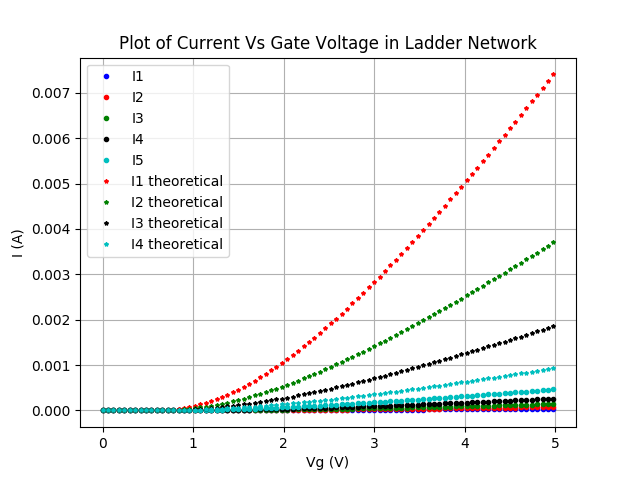 Plot of Current Vs Gate Voltage in Ladder Network
I1
I2
I3
I4
I5
I1 theoretical
I2 theoretical
I3 theoretical
I4 theoretical
0.007
0.006
0.005
0.004
0.003
0.002
0.001
0.000
I (A)
0 1 2 3 4 5
Vg (V)